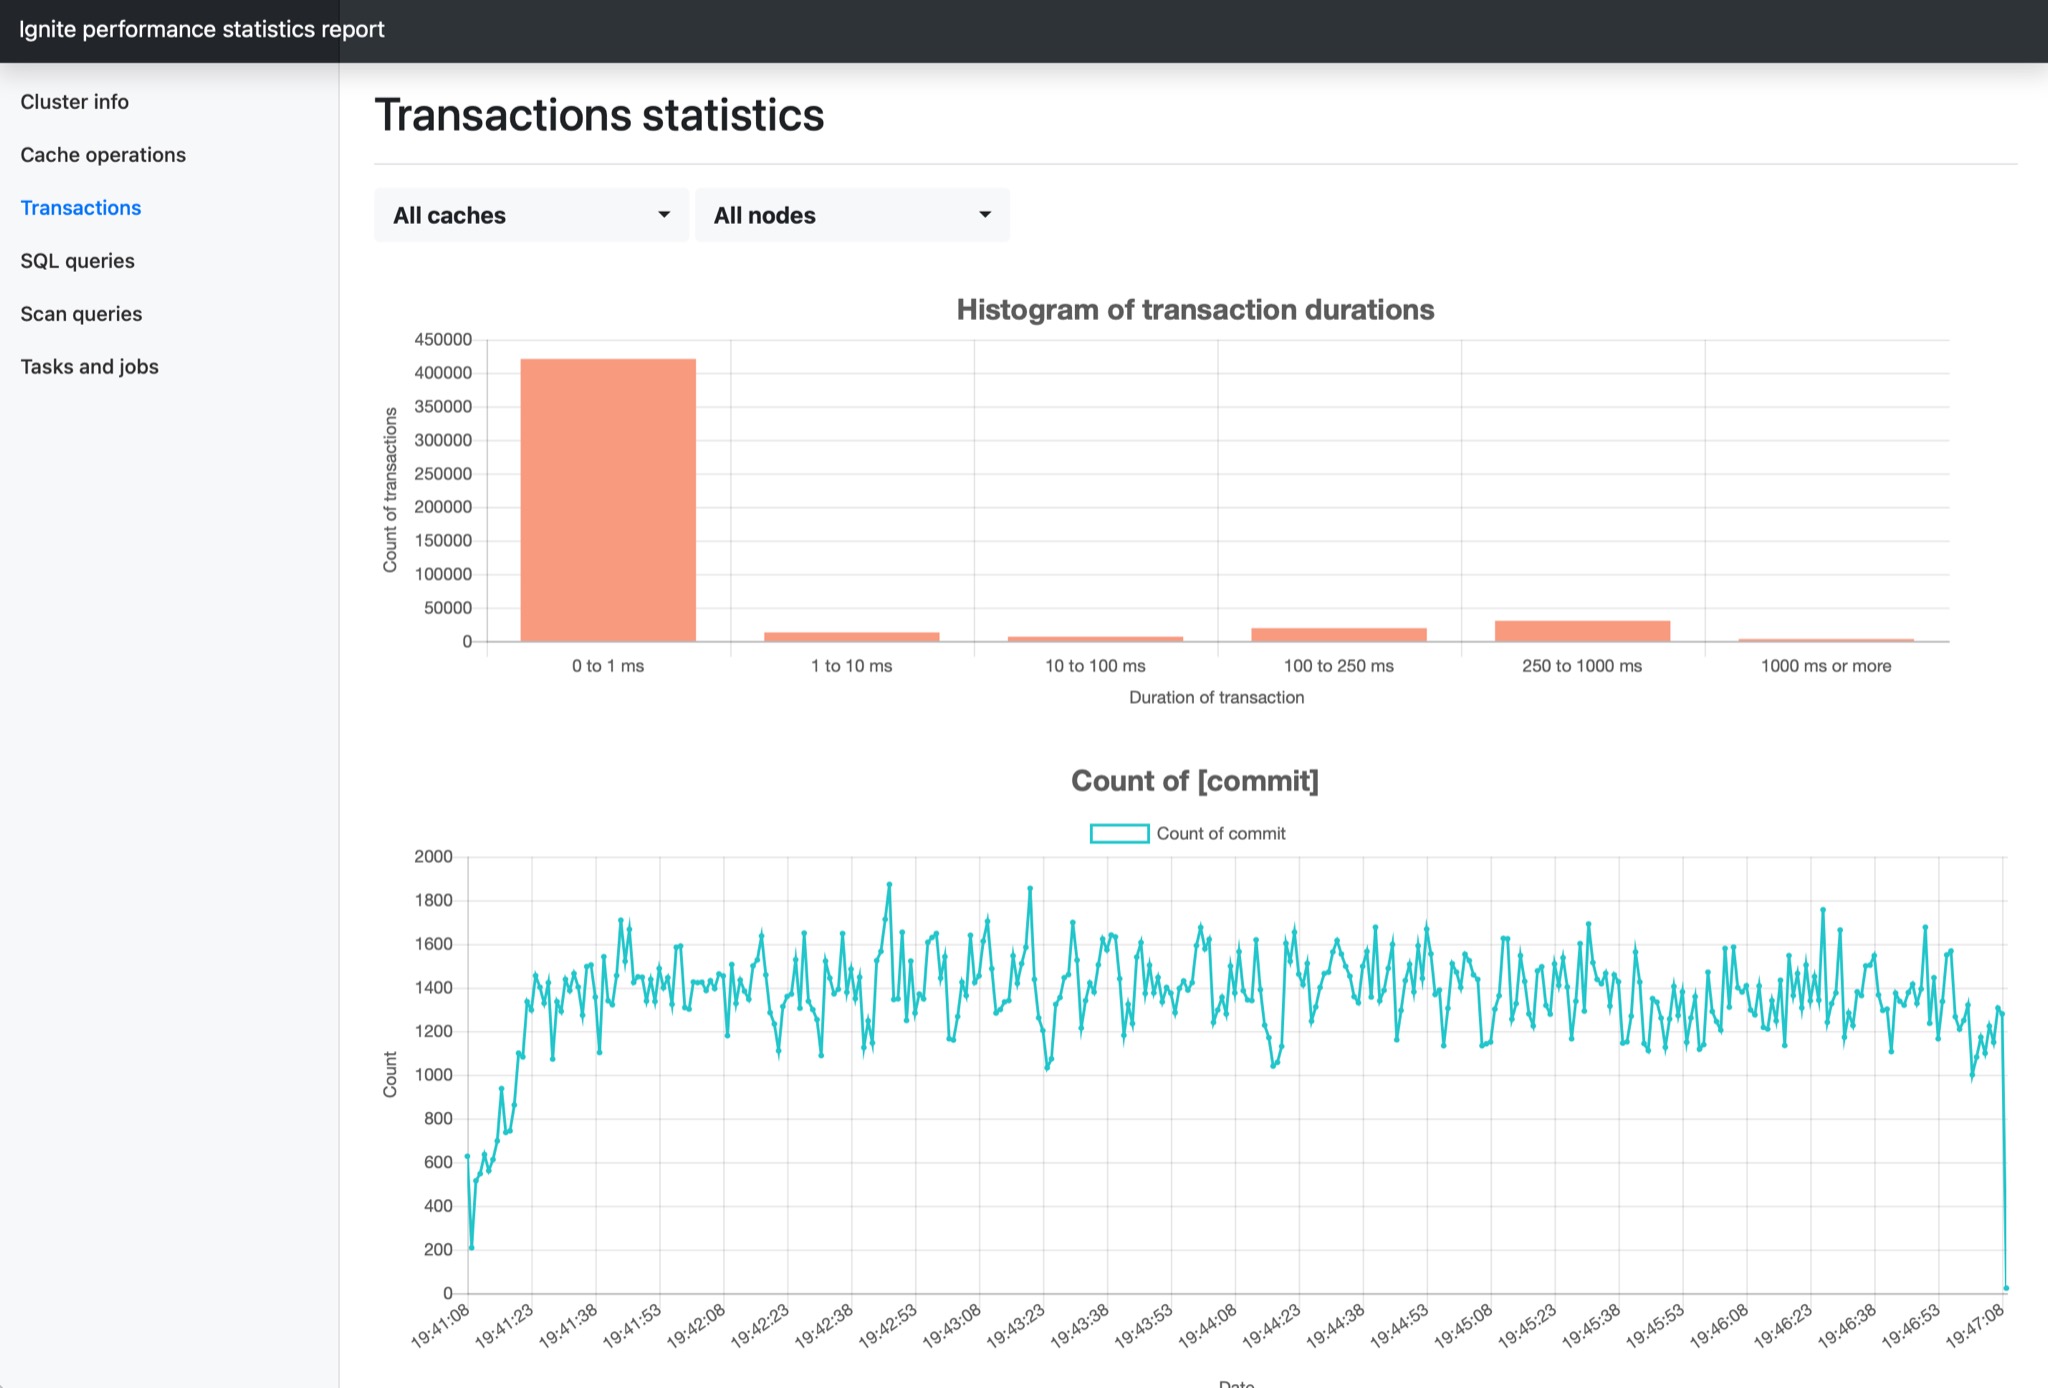 Ignite performance statistics report
Cluster info
Cache operations
Transactions
SQL queries
Scan queries
Tasks and jobs
Transactions statistics
All caches
All nodes
Histogram of transaction durations
450000
400000
350000
300000
250000
200000
150000
100000
50000
0
Count of transactions
0 to 1 ms
1 to 10 ms
10 to 100 ms
100 to 250 ms
250 to 1000 ms
1000 ms or more
Duration of transaction
Count of [commit]
Count of commit
2000
1800
1600
1400
1200
1000
800
600
400
200
0
Count
19:41:08
19:41:23
19:41:38
19:41:53
19:42:08
19:42:23
19:42:38
19:42:53
19:43:08
19:43:23
19:43:38
19:43:53
19:44:08
19:44:23
19:44:38
19:44:53
19:45:08
19:45:23
19:45:38
19:45:53
19:46:08
19:46:23
19:46:38
19:46:53
19:47:08
Date